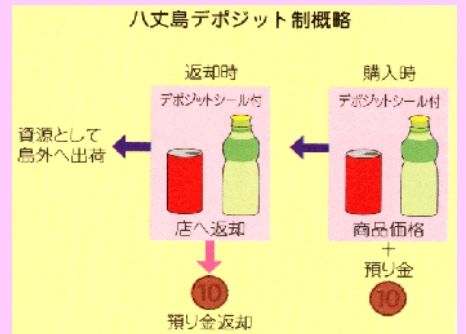 八丈島デポジット制概略
返却時
購入時
デポジットシール付
デポジットシール付
資源として
島外へ出荷
店へ返却
商品価格
+
預り金
10
10
預り金返却